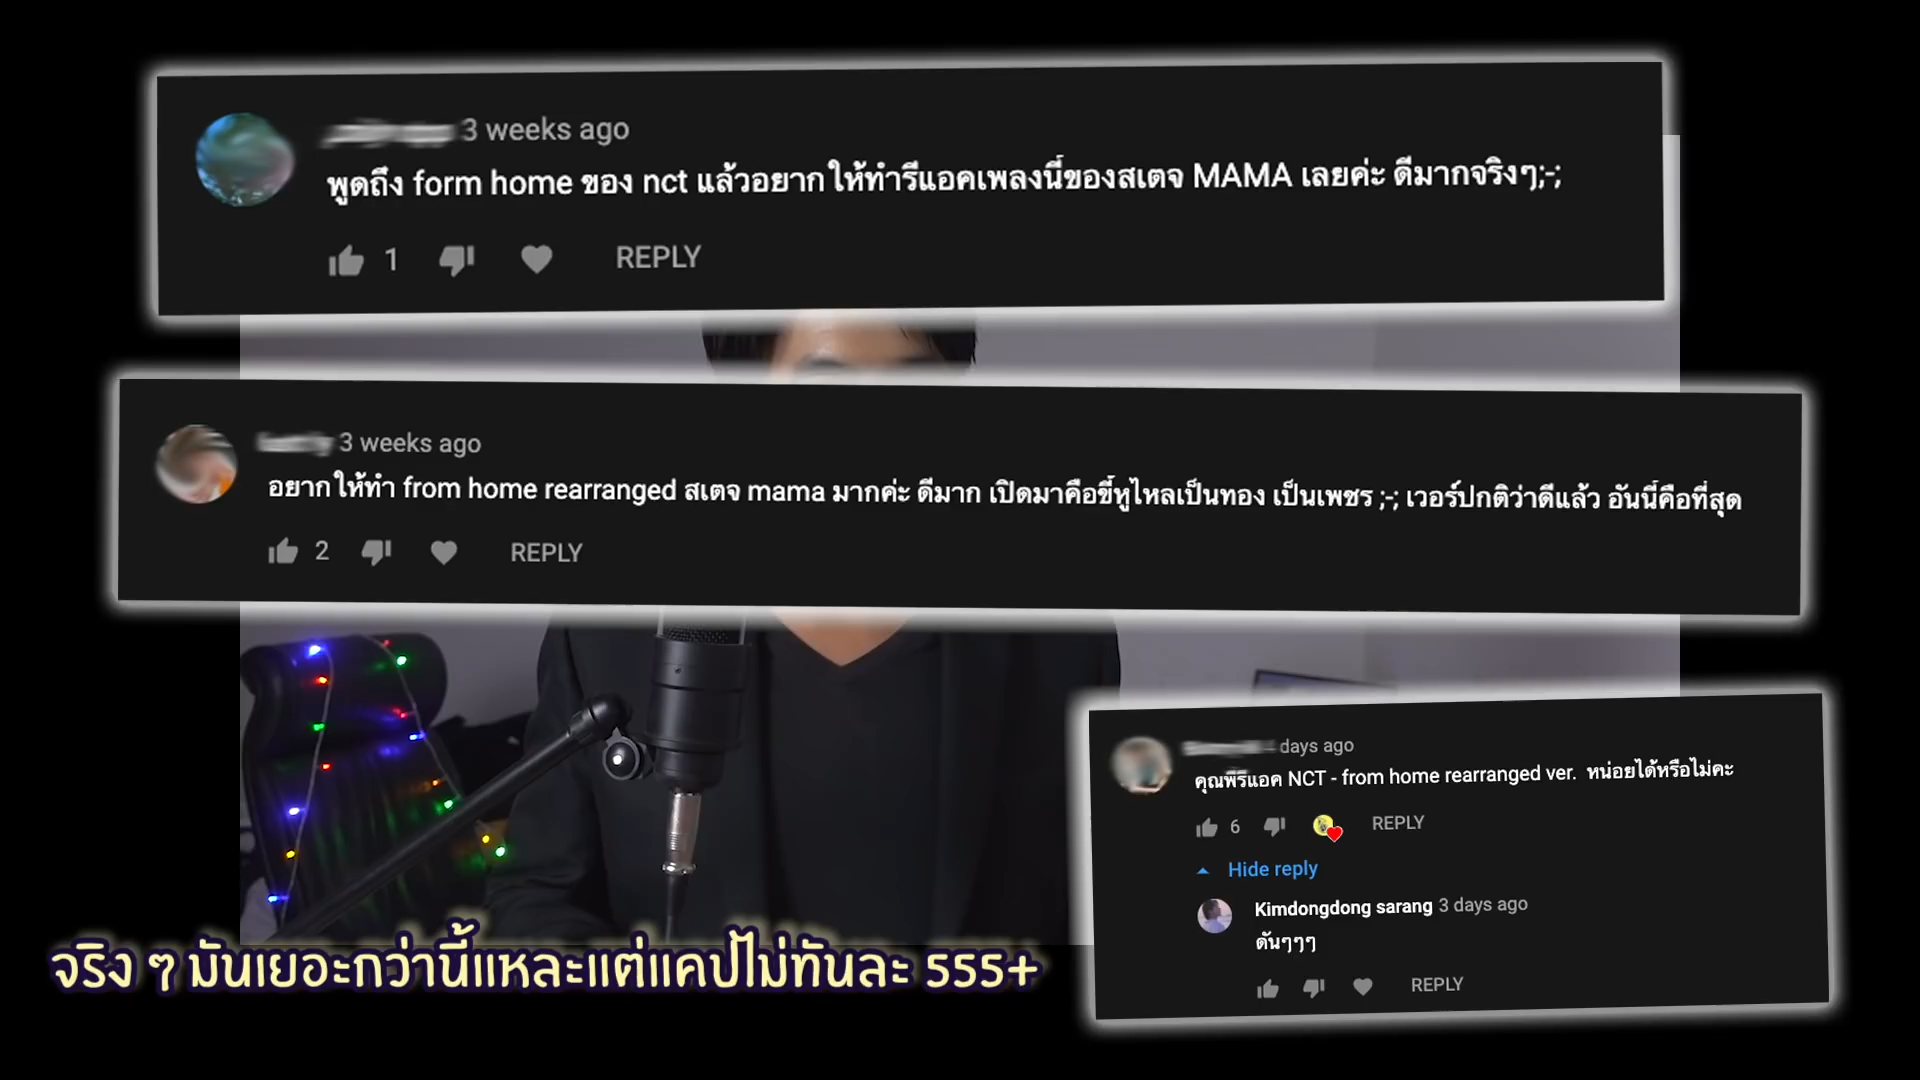 3 weeks ago
พูดถึง form home ของ nct แล้วอยากให้ทำรีแอคเพลงนี้ของสเตจ MAMA เลยค่ะ ดีมากจริงๆ;-;
1 REPLY
3 weeks ago
อยากให้ทำ from home rearranged สเตจ mama มากค่ะ ดีมาก เปิดมาคือขี้หูไหลเป็นทอง เป็นเพชร ;-; เวอร์ปกติว่าดีแล้ว อันนี้คือที่สุด
2 REPLY
days ago
คุณพีรีแอค NCT - from home rearranged ver. หน่อยได้หรือไม่คะ
6 REPLY
Hide reply
Kimdongdong sarang 3 days ago
ดันๆๆๆ
REPLY
จริง ๆ มันเยอะกว่านี้แหละแต่แคปไม่ทันละ 555+